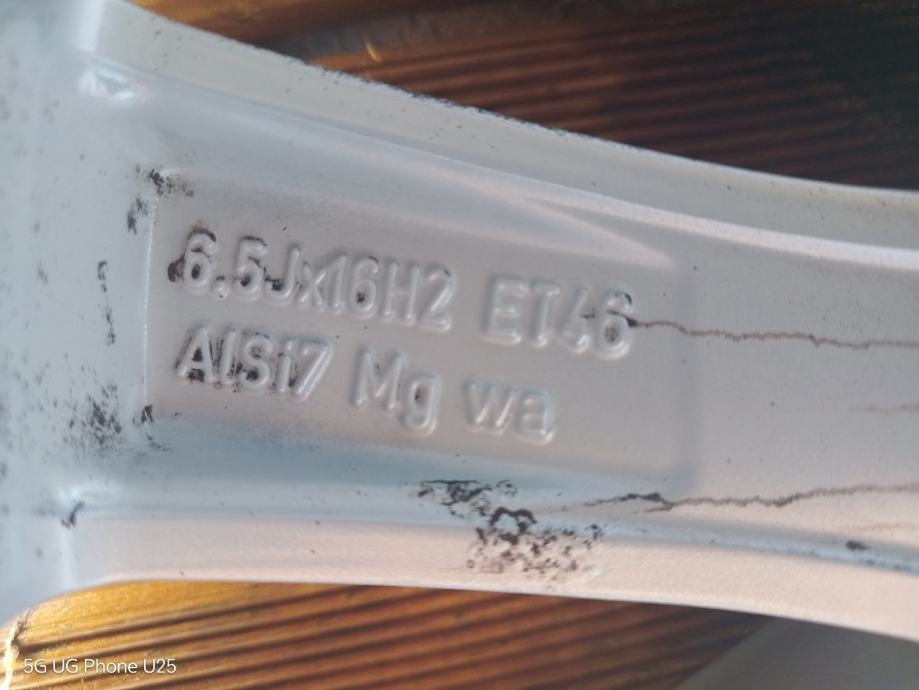 6.5Jx16H2 ET46
AlSi7 Mg wa
5G UG Phone U25